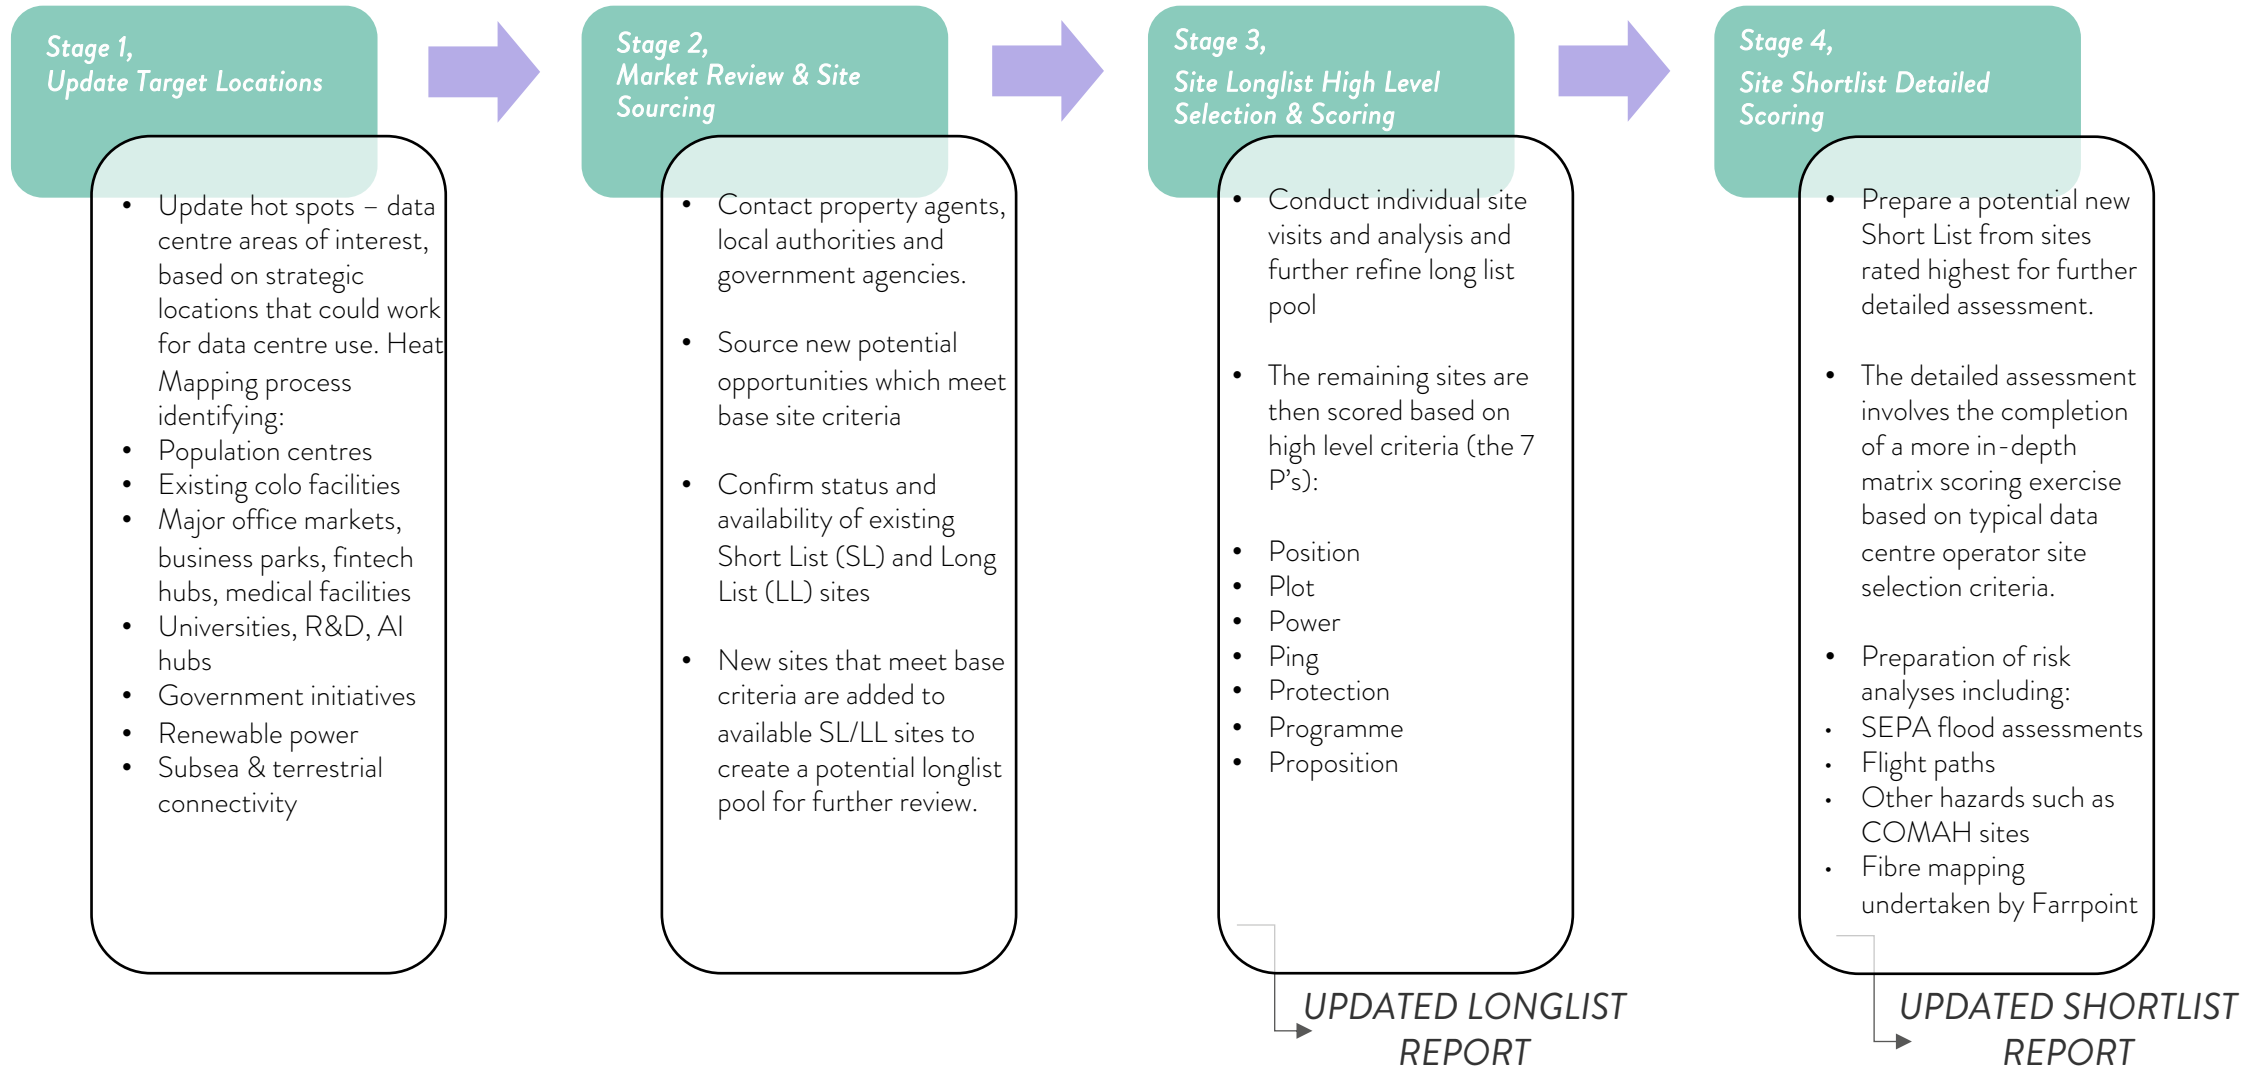 Stage 1,
Update Target Locations
• Update hot spots – data
centre areas of interest,
based on strategic
locations that could work
for data centre use. Heat
Mapping process
identifying:
• Population centres
• Existing colo facilities
• Major office markets,
business parks, fintech
hubs, medical facilities
• Universities, R&D, AI
hubs
• Government initiatives
• Renewable power
• Subsea & terrestrial
connectivity
Stage 2,
Market Review & Site
Sourcing
• Contact property agents,
local authorities and
government agencies.
• Source new potential
opportunities which meet
base site criteria
• Confirm status and
availability of existing
Short List (SL) and Long
List (LL) sites
• New sites that meet base
criteria are added to
available SL/LL sites to
create a potential longlist
pool for further review.
Stage 3,
Site Longlist High Level
Selection & Scoring
• Conduct individual site
visits and analysis and
further refine long list
pool
• The remaining sites are
then scored based on
high level criteria (the 7
P's):
• Position
• Plot
• Power
• Ping
• Protection
• Programme
• Proposition
UPDATED LONGLIST
REPORT
Stage 4,
Site Shortlist Detailed
Scoring
• Prepare a potential new
Short List from sites
rated highest for further
detailed assessment.
• The detailed assessment
involves the completion
of a more in-depth
matrix scoring exercise
based on typical data
centre operator site
selection criteria.
• Preparation of risk
analyses including:
• SEPA flood assessments
• Flight paths
• Other hazards such as
COMAH sites
• Fibre mapping
undertaken by Farrpoint
UPDATED SHORTLIST
REPORT